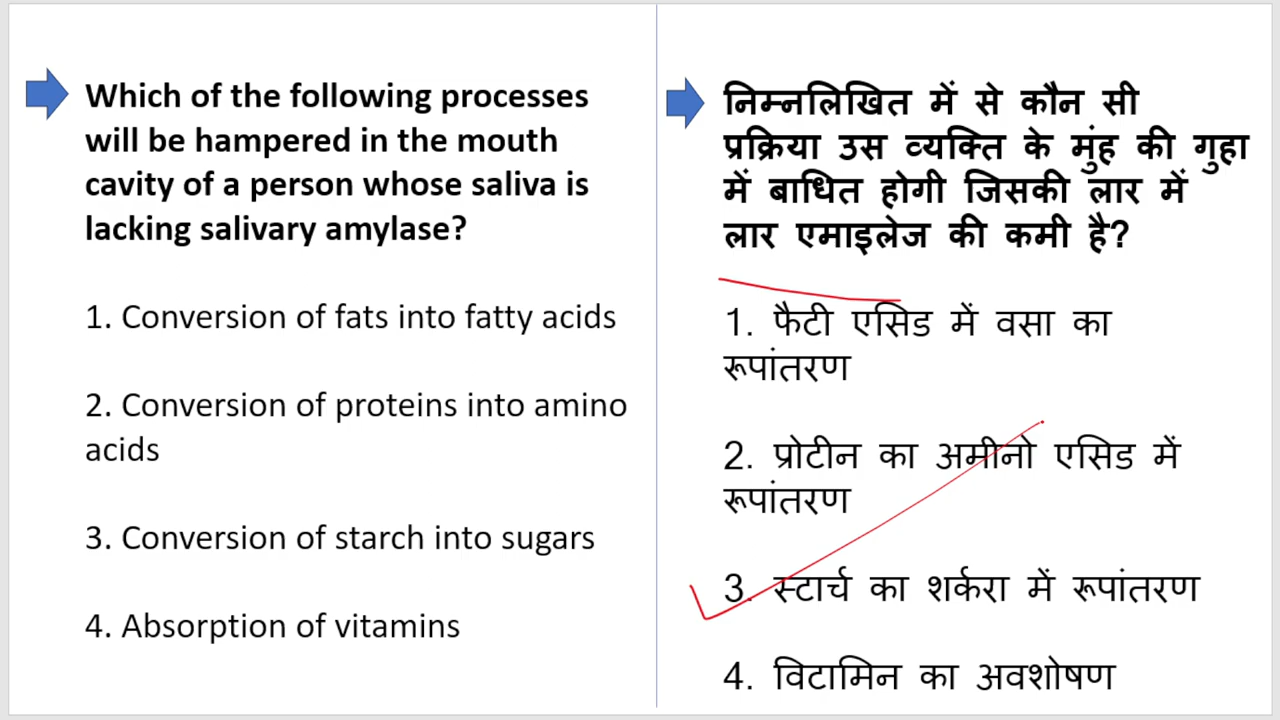 Which of the following processes
will be hampered in the mouth
cavity of a person whose saliva is
lacking salivary amylase?
1. Conversion of fats into fatty acids
2. Conversion of proteins into amino
acids
3. Conversion of starch into sugars
4. Absorption of vitamins
निम्नलिखित में से कौन सी
प्रक्रिया उस व्यक्ति के मुंह की गुहा
में बाधित होगी जिसकी लार में
लार एमाइलेज की कमी है?
1. फैटी एसिड में वसा का
रूपांतरण
2. प्रोटीन का अमीनो एसिड में
रूपांतरण
3. स्टार्च का शर्करा में रूपांतरण
4. विटामिन का अवशोषण